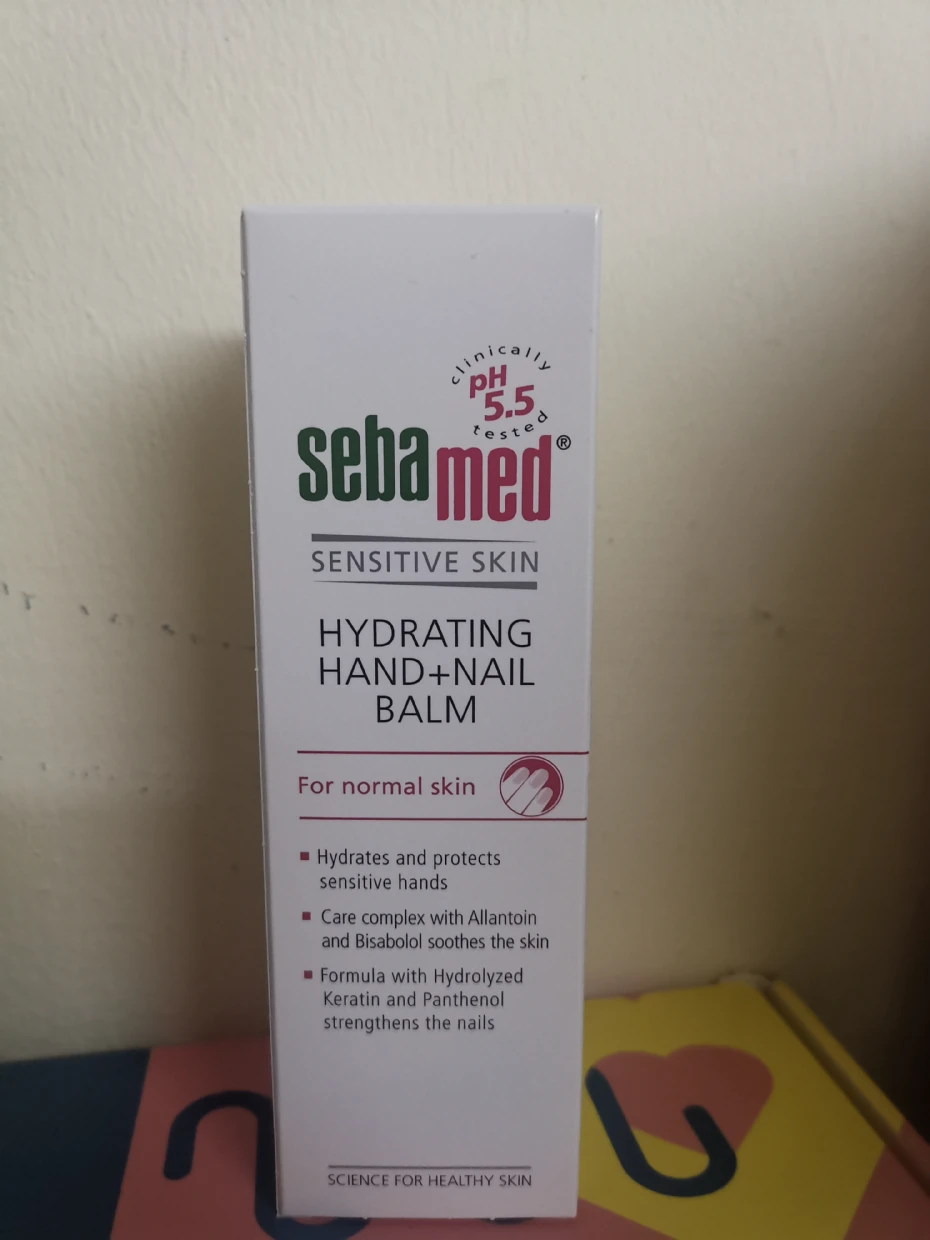 clinically
pH
5.5
tested
sebamed®
SENSITIVE SKIN
HYDRATING
HAND+NAIL
BALM
For normal skin
▪ Hydrates and protects
sensitive hands
▪ Care complex with Allantoin
and Bisabolol soothes the skin
▪ Formula with Hydrolyzed
Keratin and Panthenol
strengthens the nails
SCIENCE FOR HEALTHY SKIN